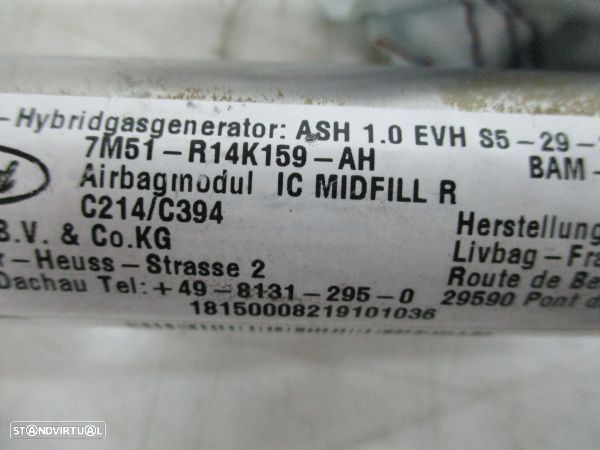 -Hybridgasgenerator: ASH 1.0 EVH S5-29-
7M51-R14K159-AH
BAM-
Airbagmodul IC MIDFILL R
C214/C394
B.V. & Co.KG
r-Heuss-Strasse 2
Dachau Tel:+49-8131-295-0
Herstellung
Livbag-Fra
Route de Be
29590 Pont d
18150008219101036
STANDVIRTUAL